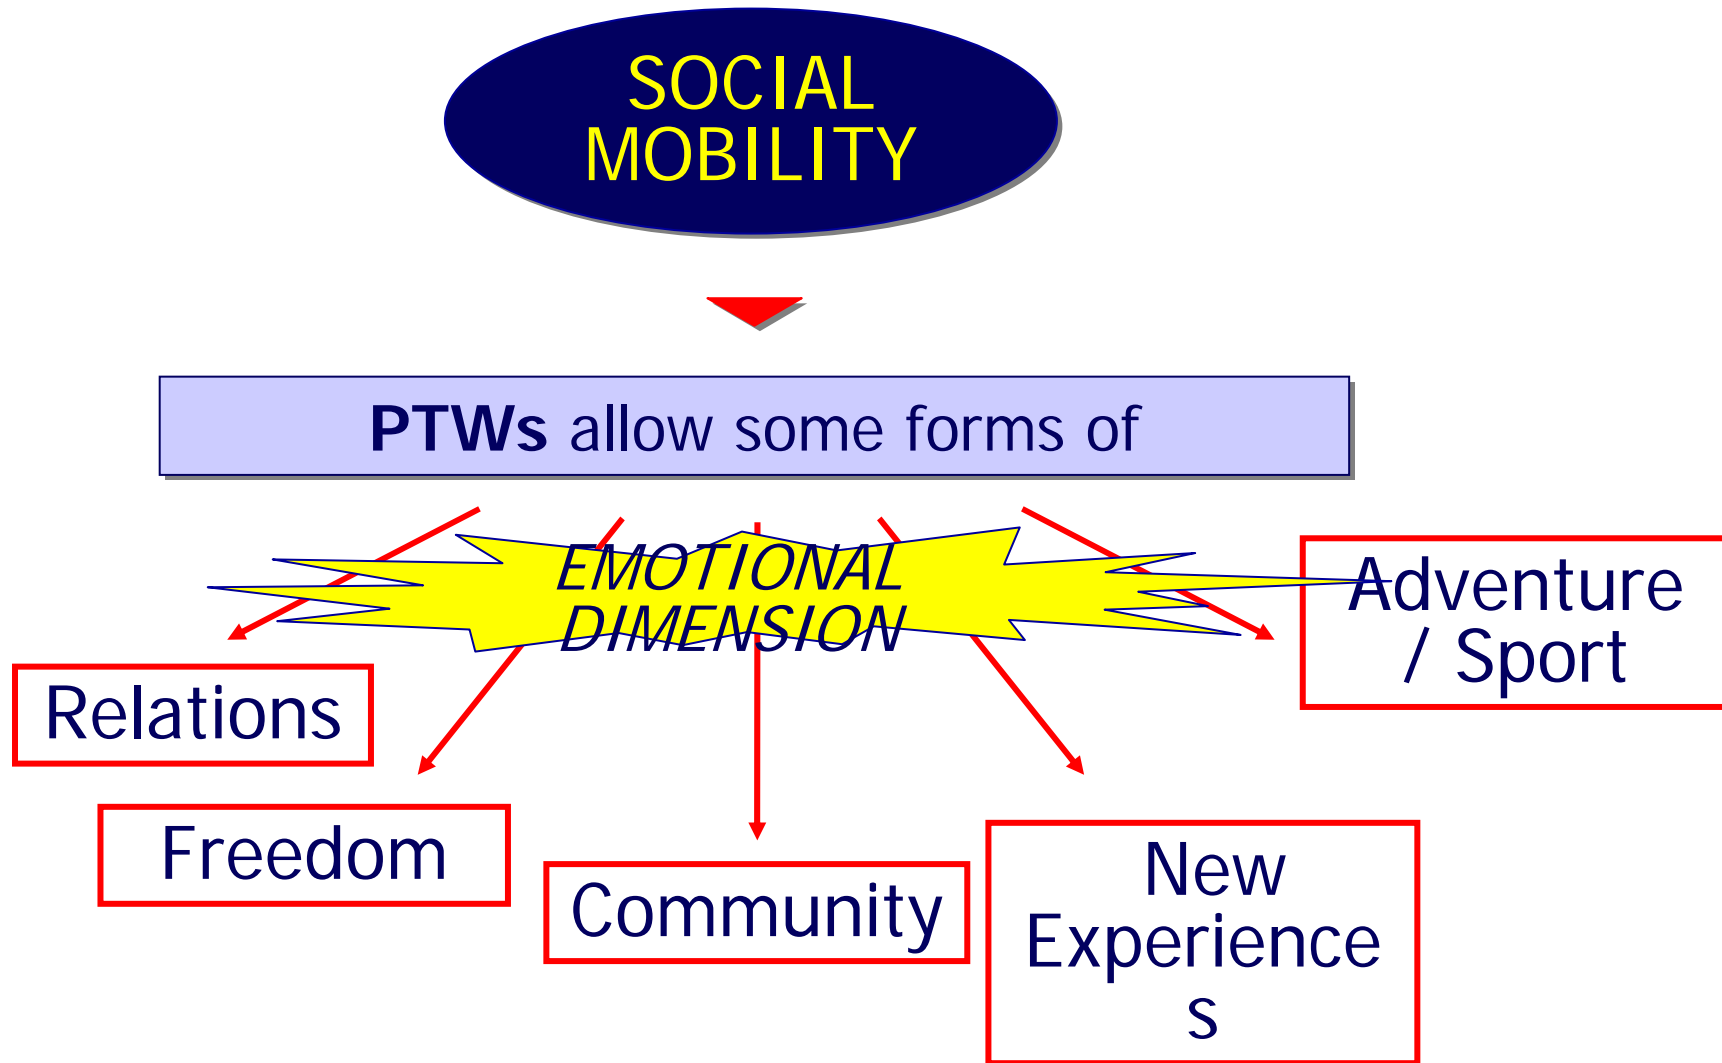 SOCIAL
MOBILITY
PTWs allow some forms of
EMOTIONAL
DIMENSION
Adventure
/ Sport
Relations
Freedom
Community
New
Experience
s